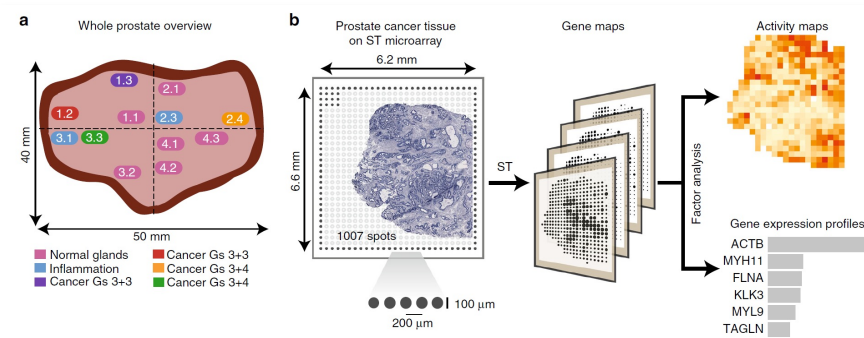 a
Whole prostate overview
1.3
2.1
1.2
1.1
2.3
2.4
3.1
3.3
4.1
4.3
3.2
4.2
40 mm
50 mm
Normal glands
Inflammation
Cancer Gs 3+3
Cancer Gs 3+3
Cancer Gs 3+4
Cancer Gs 3+4
b
Prostate cancer tissue
on ST microarray
6.2 mm
6.6 mm
1007 spots
100 μm
200 μm
ST
Gene maps
Factor analysis
Activity maps
Gene expression profiles
ACTB
MYH11
FLNA
KLK3
MYL9
TAGLN